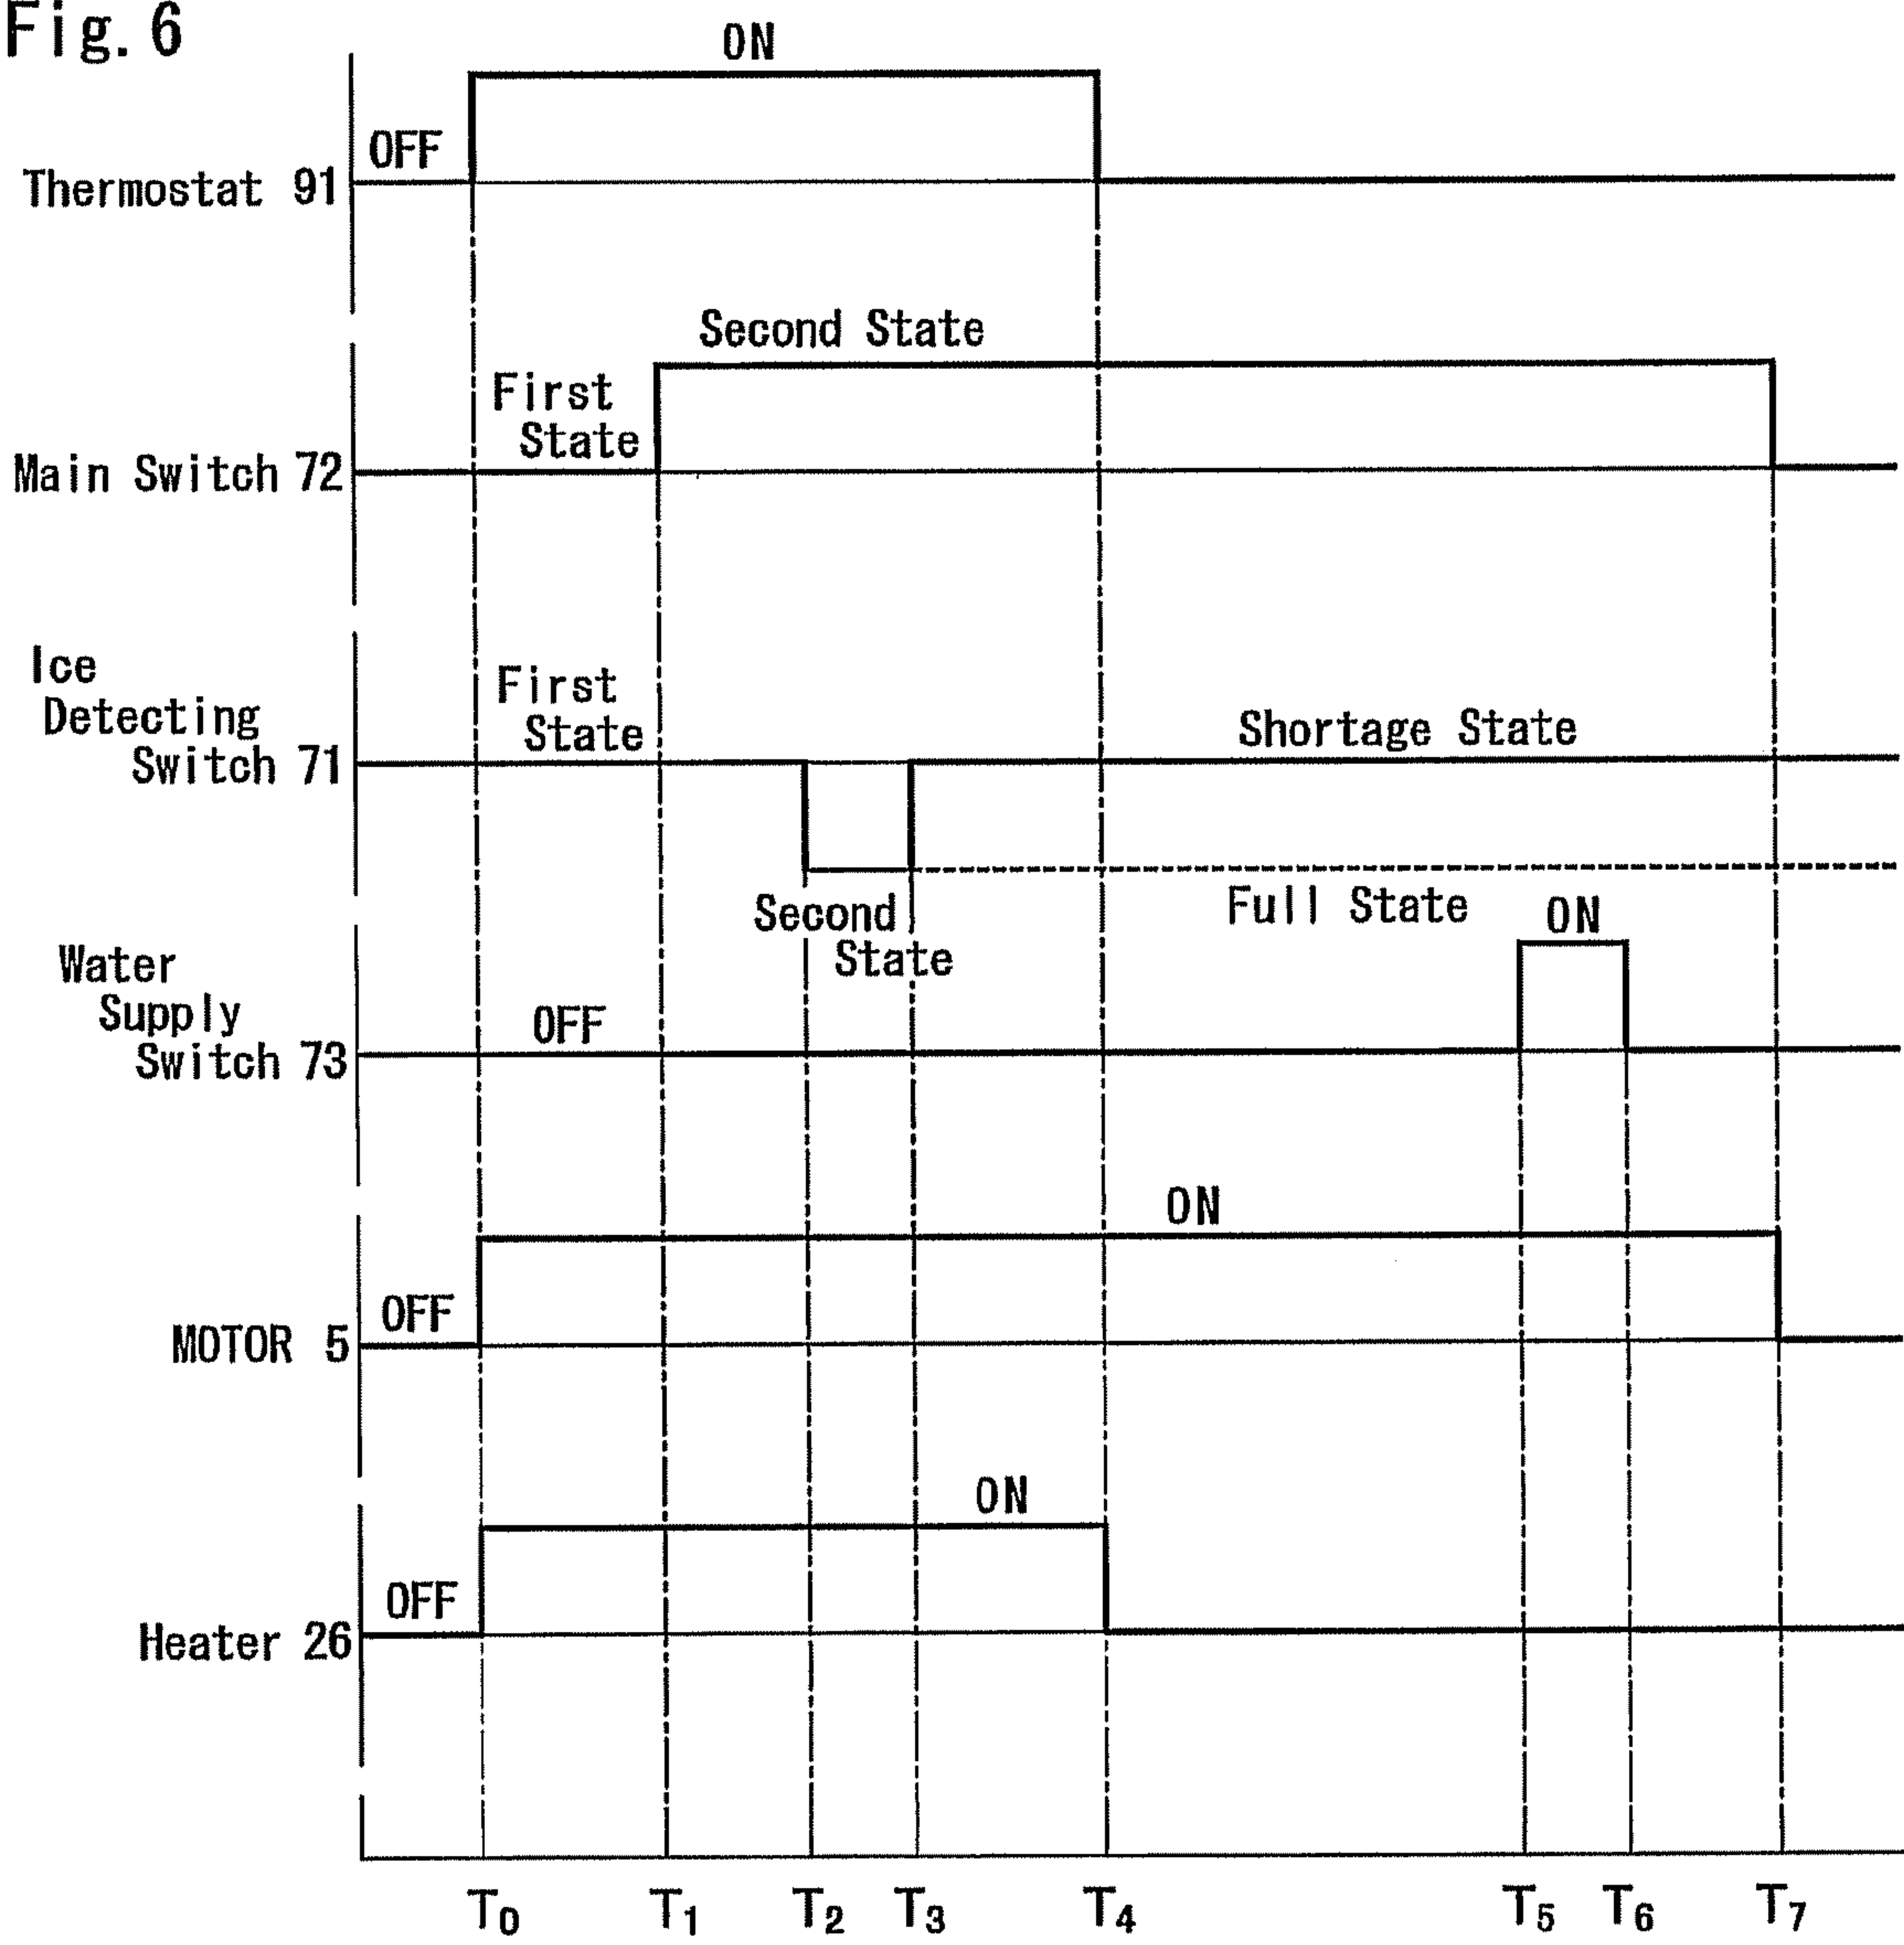 Fig. 6
ON
OFF
Thermostat 91
Second State
First
State
Main Switch 72
Ice
Detecting
Switch 71
First
State
Shortage State
Second
State
Full State
Water
Supply
Switch 73
OFF
ON
ON
OFF
MOTOR 5
ON
OFF
Heater 26
T0 T1 T2 T3 T4 T5 T6 T7